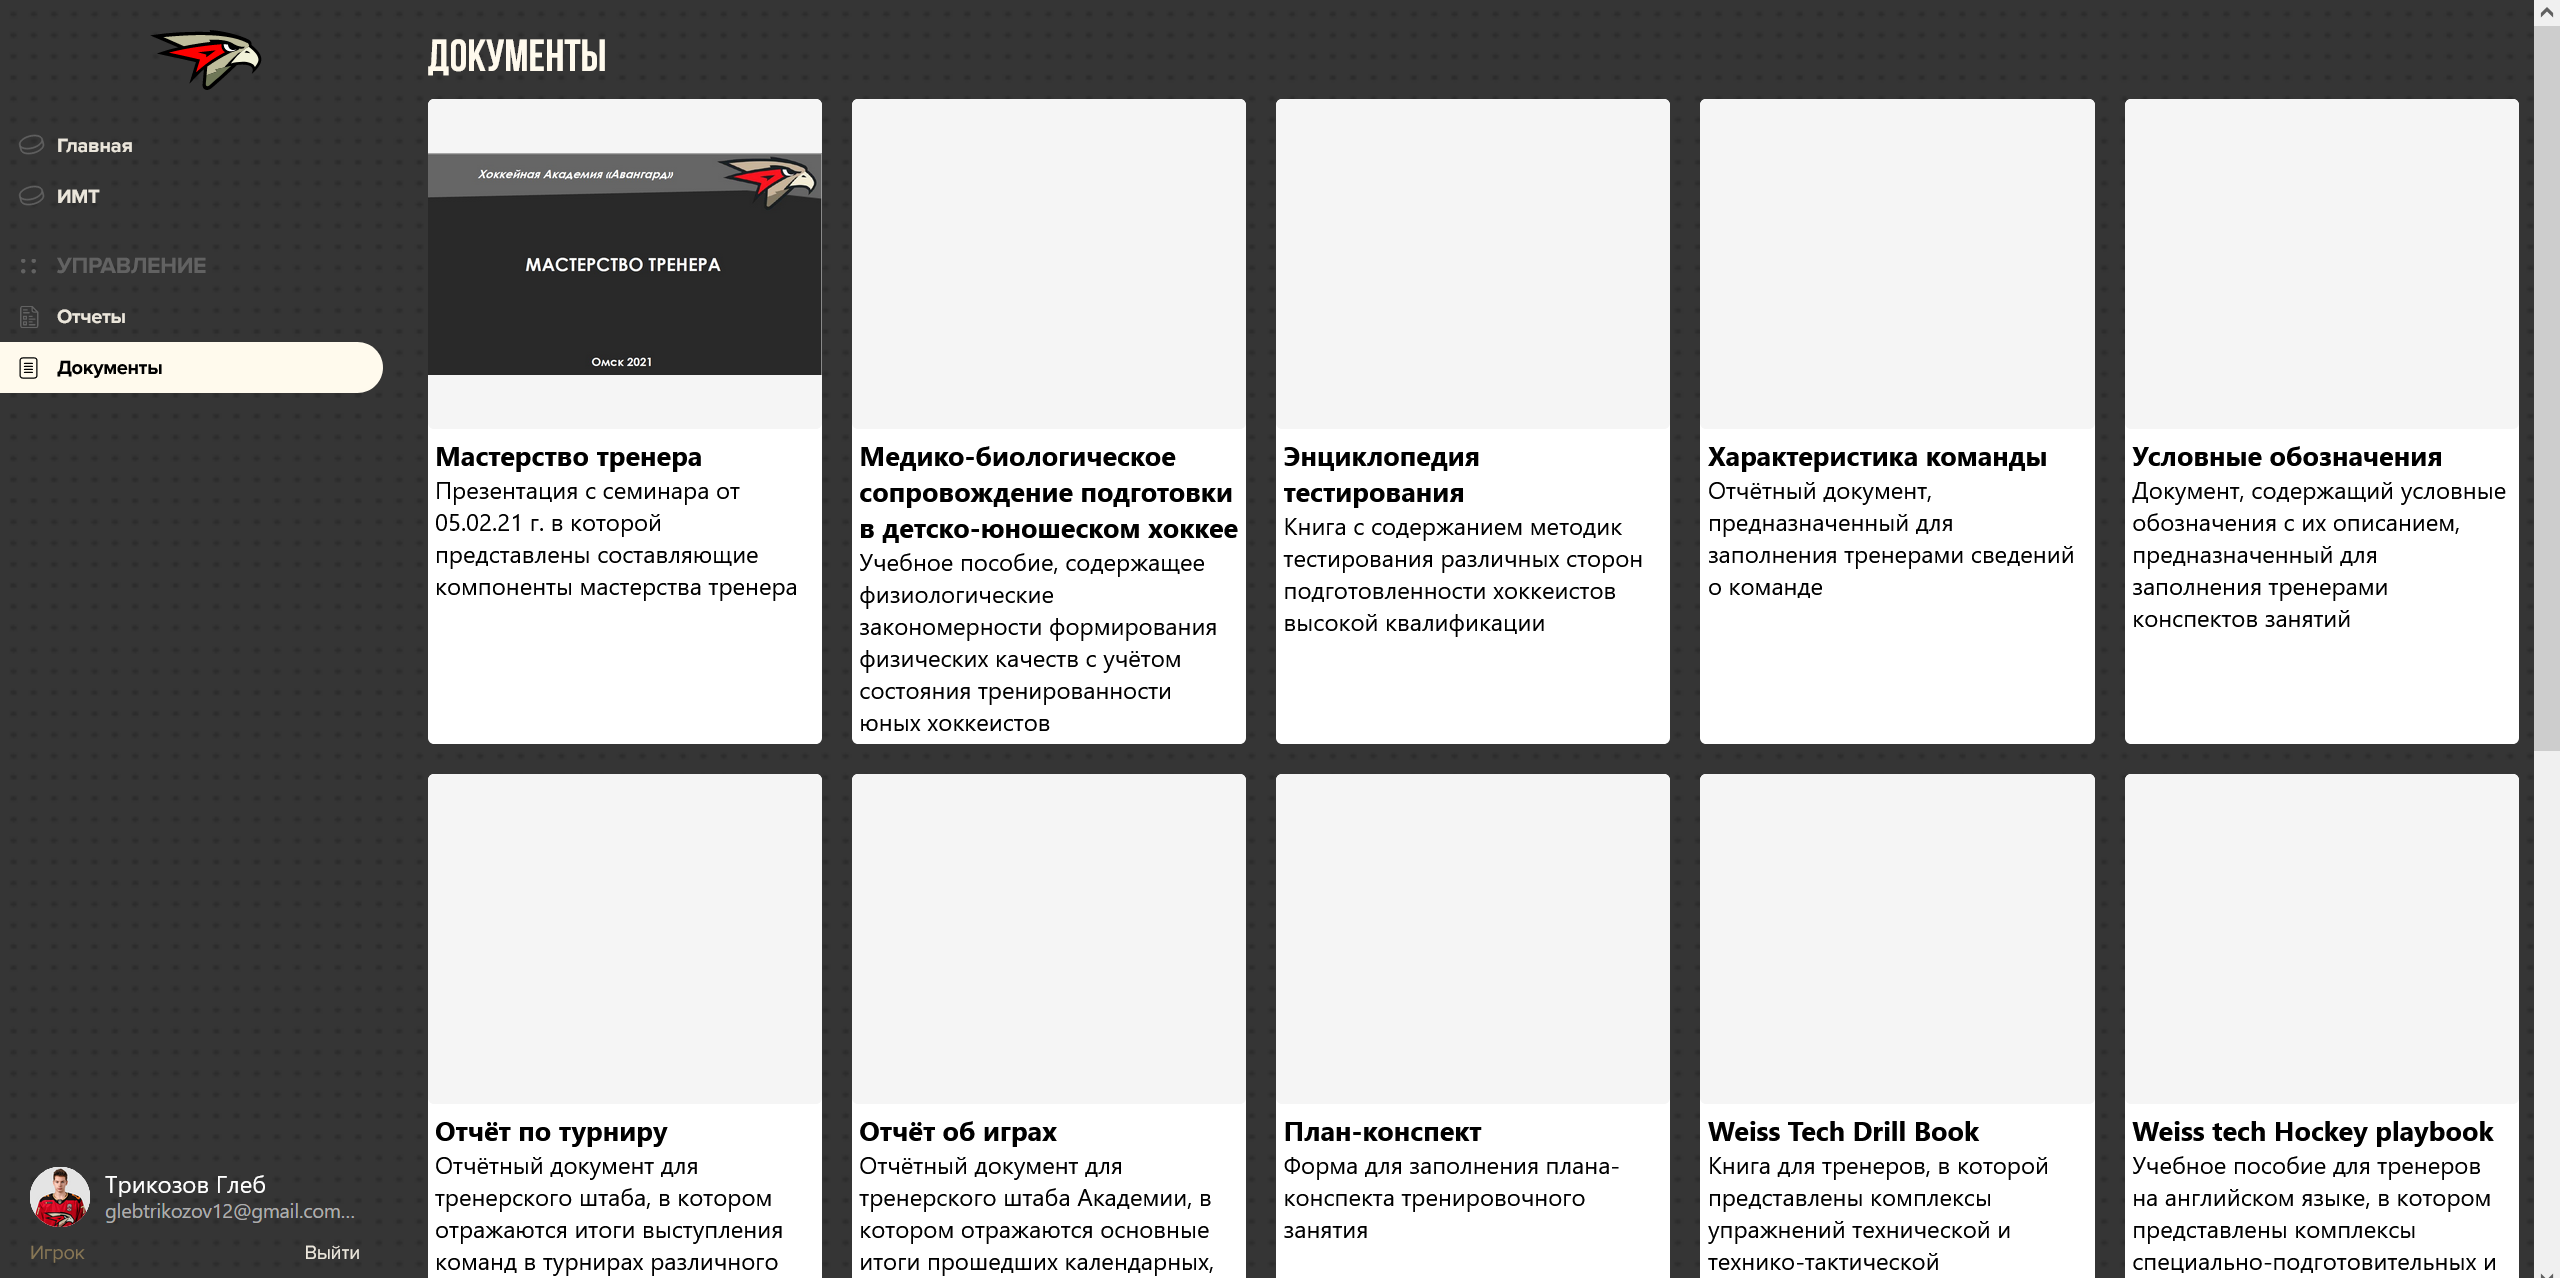 ДОКУМЕНТЫ
Главная
ИМТ
УПРАВЛЕНИЕ
Отчеты
Документы
Трикозов Глеб
glebtrikozov12@gmail.com...
Игрок
Выйти
Хоккейная Академия «Авангард»
МАСТЕРСТВО ТРЕНЕРА
Омск 2021
Мастерство тренера
Презентация с семинара от
05.02.21 г. в которой
представлены составляющие
компоненты мастерства тренера
Медико-биологическое
сопровождение подготовки
в детско-юношеском хоккее
Учебное пособие, содержащее
физиологические
закономерности формирования
физических качеств с учётом
состояния тренированности
юных хоккеистов
Энциклопедия
тестирования
Книга с содержанием методик
тестирования различных сторон
подготовленности хоккеистов
высокой квалификации
Характеристика команды
Отчётный документ,
предназначенный для
заполнения тренерами сведений
о команде
Условные обозначения
Документ, содержащий условные
обозначения с их описанием,
предназначенный для
заполнения тренерами
конспектов занятий
Отчёт по турниру
Отчётный документ для
тренерского штаба, в котором
отражаются итоги выступления
команд в турнирах различного
Отчёт об играх
Отчётный документ для
тренерского штаба Академии, в
котором отражаются основные
итоги прошедших календарных,
План-конспект
Форма для заполнения плана-
конспекта тренировочного
занятия
Weiss Tech Drill Book
Книга для тренеров, в которой
представлены комплексы
упражнений технической и
технико-тактической
Weiss tech Hockey playbook
Учебное пособие для тренеров
на английском языке, в котором
представлены комплексы
специально-подготовительных и